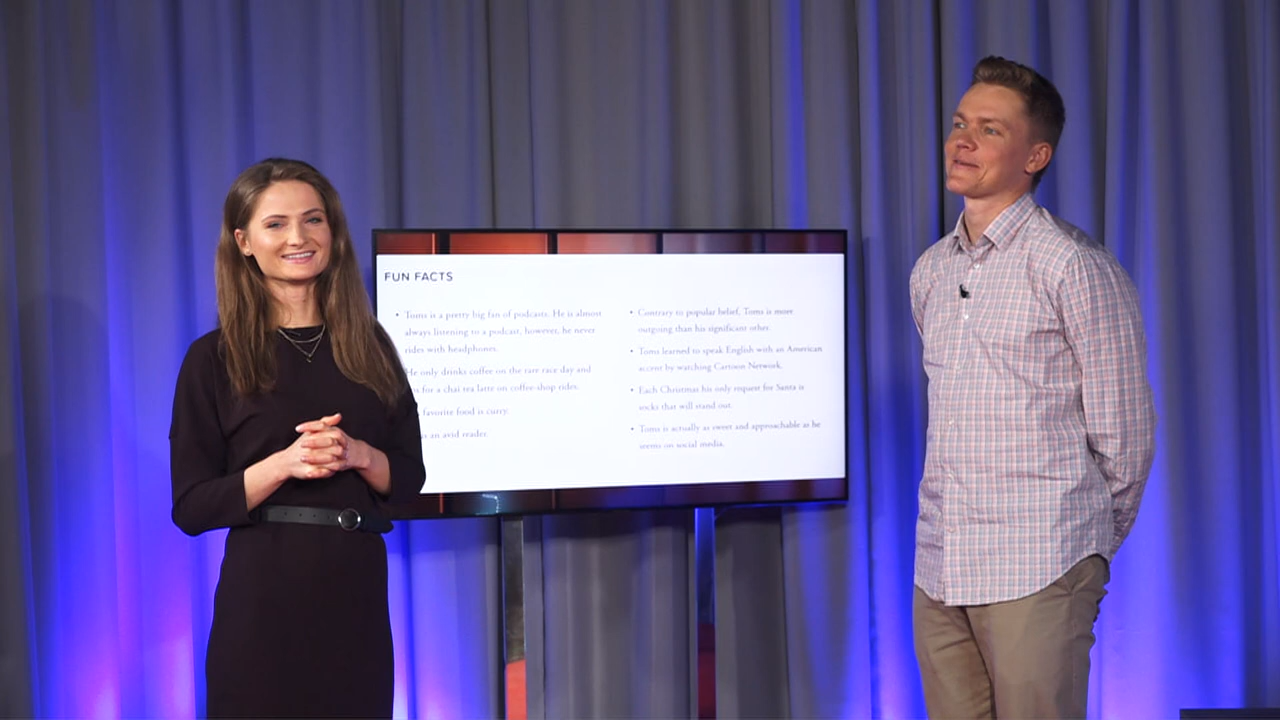 FUN FACTS
• Toms is a pretty big fan of podcasts. He is almost
always listening to a podcast, however, he never
rides with headphones.
He only drinks coffee on the rare race day and
for a chai tea latte on coffee-shop rides.
favorite food is curry.
an avid reader.
• Contrary to popular belief, Toms is more
outgoing than his significant other.
• Toms learned to speak English with an American
accent by watching Cartoon Network.
• Each Christmas his only request for Santa is
socks that will stand out.
• Toms is actually as sweet and approachable as he
seems on social media.